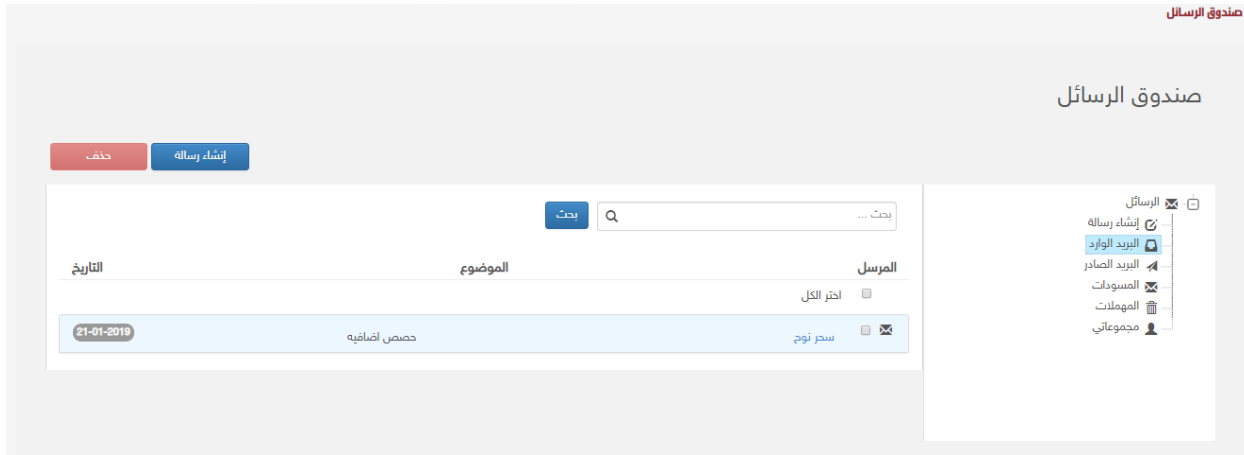 صندوق الرسائل
صندوق الرسائل
إنشاء رسالة
حذف
الرسائل
إنشاء رسالة
البريد الوارد
البريد الصادر
المسودات
المهملات
مجموعاتي
بحث ...
بحث
المرسل الموضوع التاريخ
اختر الكل
سحر نوح حصص اضافيه 21-01-2019